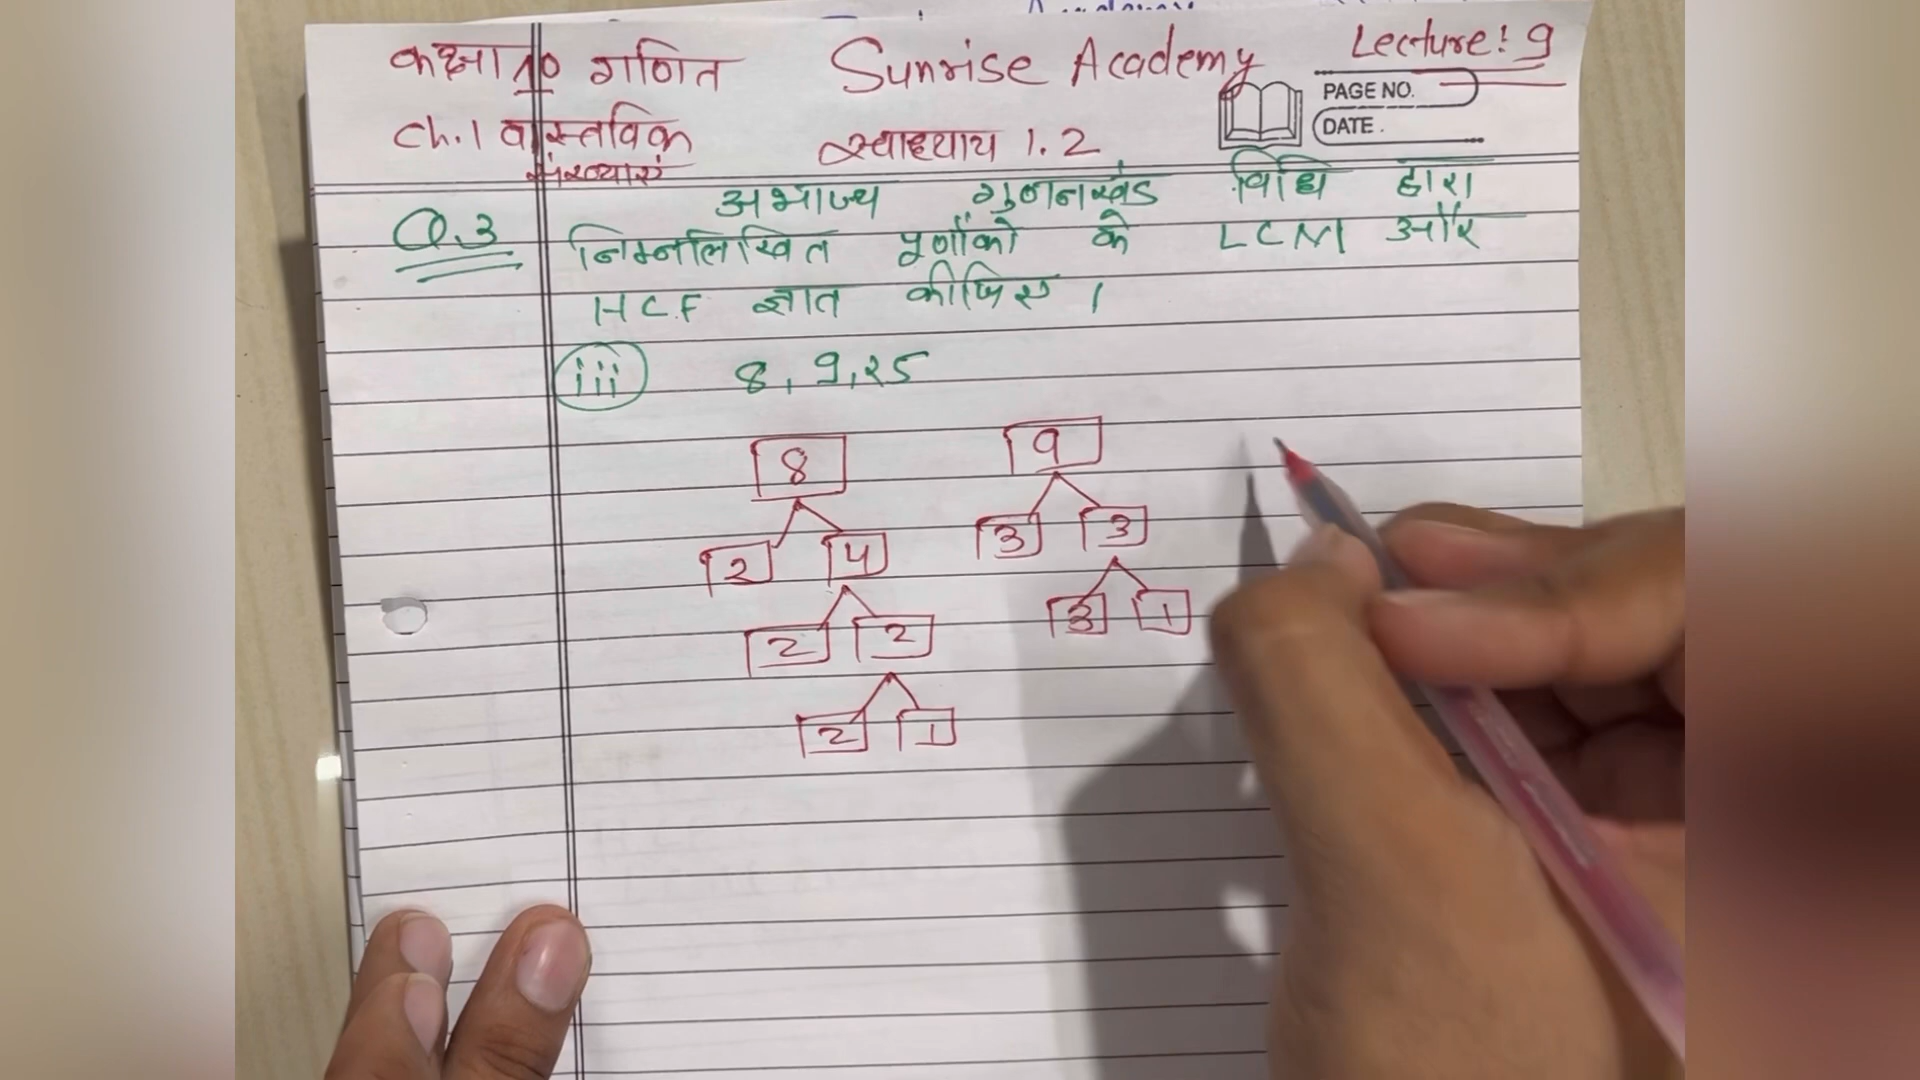 कक्षा 10 गणित Sunrise Academy Lecture: 9
PAGE NO.
DATE.
Ch.1 वास्तविक संख्याएं स्वाध्याय 1.2
Q.3 अभाज्य गुणनखंड विधि द्वारा
निम्नलिखित पूर्णांको के LCM और
HCF ज्ञात कीजिए ।
iii 8, 9, 25
8 9
2 4 3 3
2 2 3 1
2 1